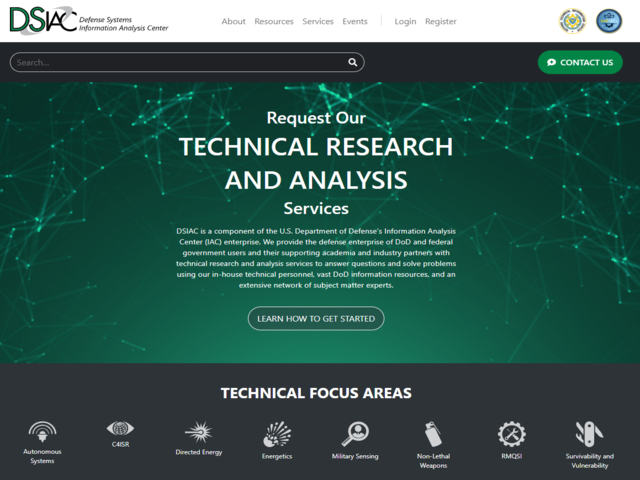 DSIAC Defense Systems
Information Analysis Center
About Resources Services Events Login Register
Search...
CONTACT US
Request Our
TECHNICAL RESEARCH
AND ANALYSIS
Services
DSIAC is a component of the U.S. Department of Defense's Information Analysis
Center (IAC) enterprise. We provide the defense enterprise of DoD and federal
government users and their supporting academia and industry partners with
technical research and analysis services to answer questions and solve problems
using our in-house technical personnel, vast DoD information resources, and an
extensive network of subject matter experts.
LEARN HOW TO GET STARTED
TECHNICAL FOCUS AREAS
Autonomous
Systems
C4ISR
Directed Energy
Energetics
Military Sensing
Non-Lethal
Weapons
RMQSI
Survivability and
Vulnerability